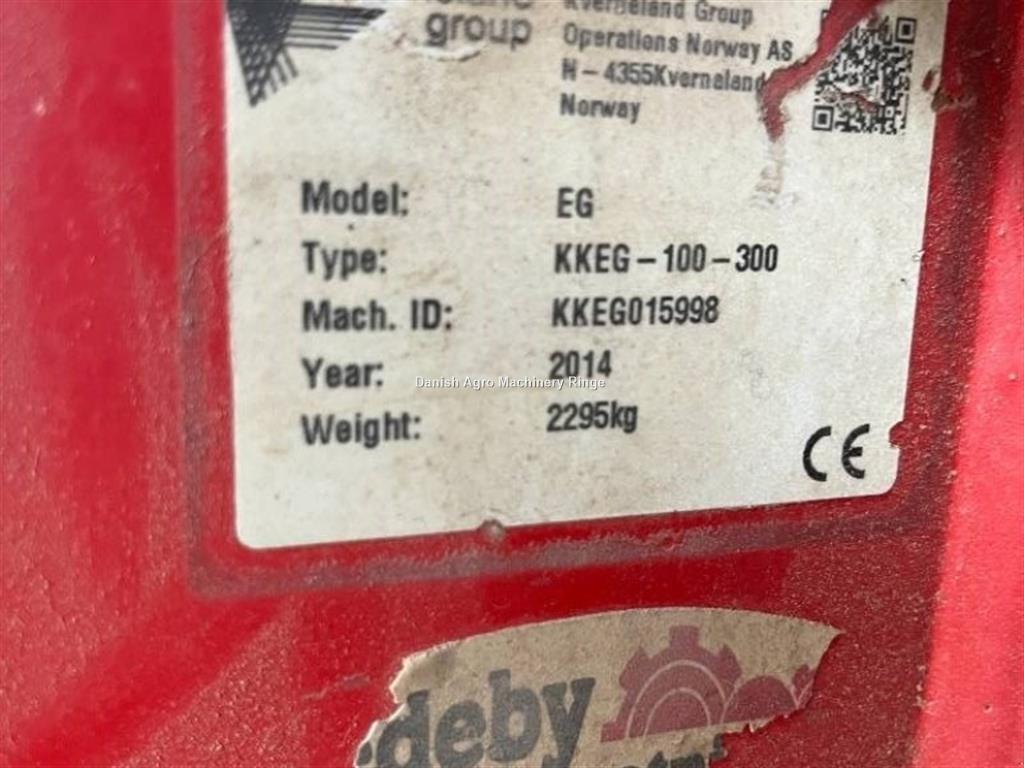 group
Kverneland Group
Operations Norway AS
N-4355Kverneland
Norway
Model: EG
Type: KKEG-100-300
Mach. ID: KKEG015998
Year: 2014
Weight: 2295kg
CE
Danish Agro Machinery Ringe
deby